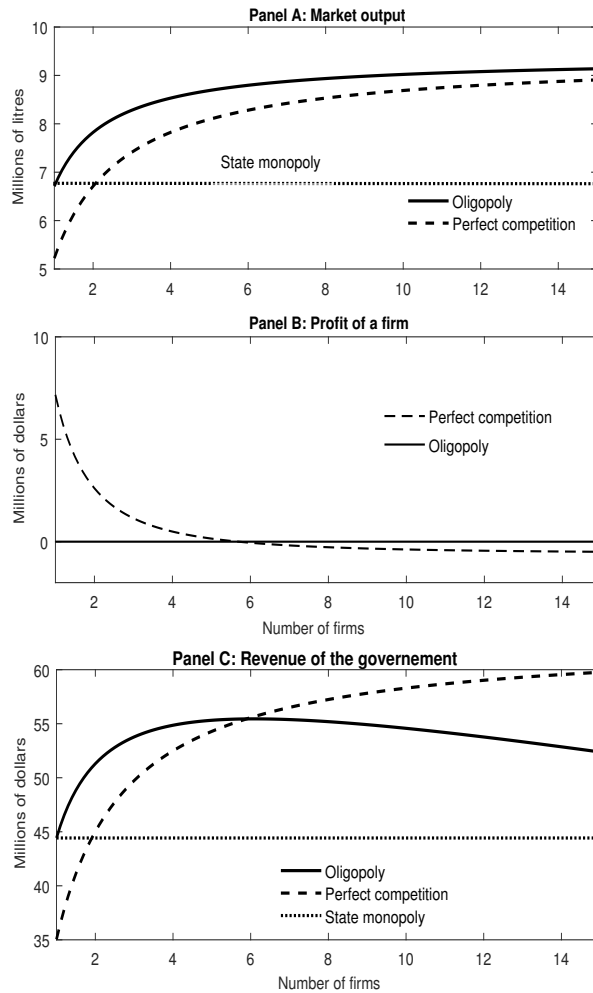 Panel A: Market output
10
9
8
7
6
5
Millions of litres
State monopoly
Oligopoly
Perfect competition
2 4 6 8 10 12 14
Panel B: Profit of a firm
10
5
0
Millions of dollars
Perfect competition
Oligopoly
2 4 6 8 10 12 14
Number of firms
Panel C: Revenue of the governement
60
55
50
45
40
35
Millions of dollars
Oligopoly
Perfect competition
State monopoly
2 4 6 8 10 12 14
Number of firms